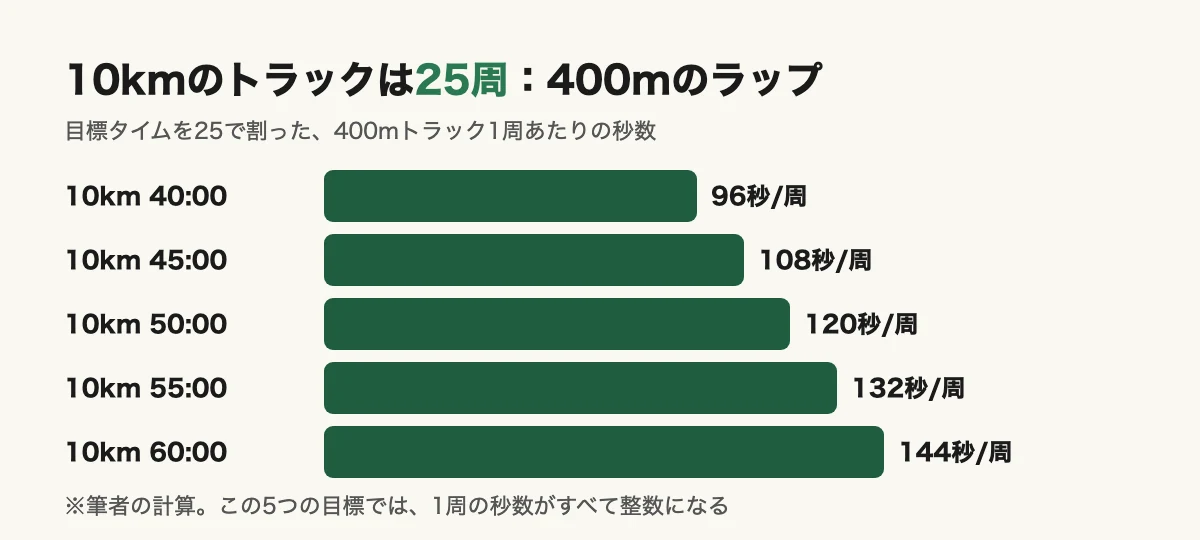 10kmのトラックは25周：400mのラップ
目標タイムを25で割った、400mトラック1周あたりの秒数
10km 40:00 96秒/周
10km 45:00 108秒/周
10km 50:00 120秒/周
10km 55:00 132秒/周
10km 60:00 144秒/周
※筆者の計算。この5つの目標では、1周の秒数がすべて整数になる